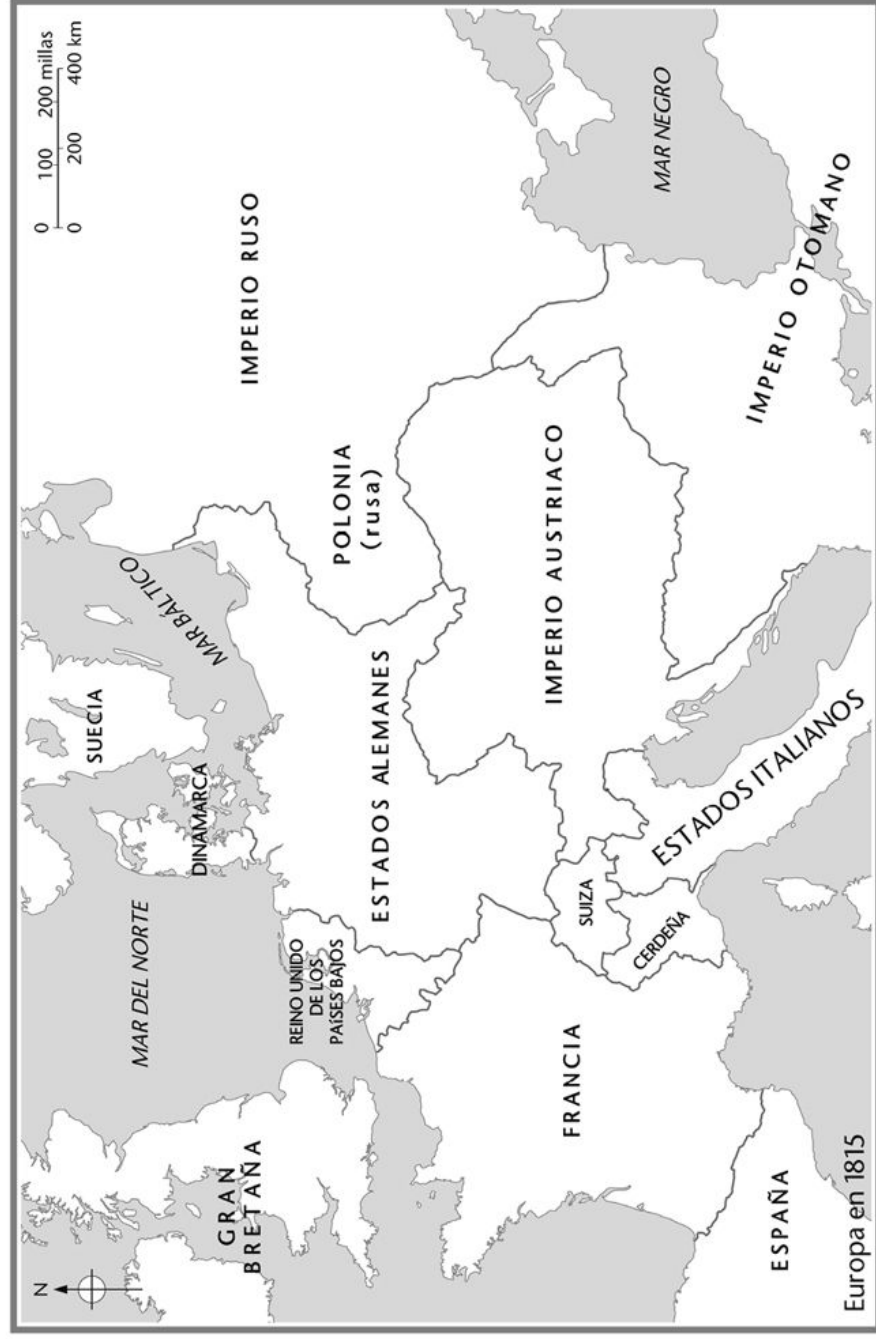 N
0 100 200 millas
0 200 400 km
MAR DEL NORTE
SUECIA
DINAMARCA
MAR BÁLTICO
GRAN
BRETAÑA
REINO UNIDO
DE LOS
PAÍSES BAJOS
ESTADOS ALEMANES
POLONIA
(rusa)
IMPERIO RUSO
FRANCIA
SUIZA
CERDEÑA
IMPERIO AUSTRIACO
MAR NEGRO
ESPAÑA
ESTADOS ITALIANOS
IMPERIO OTOMANO
Europa en 1815